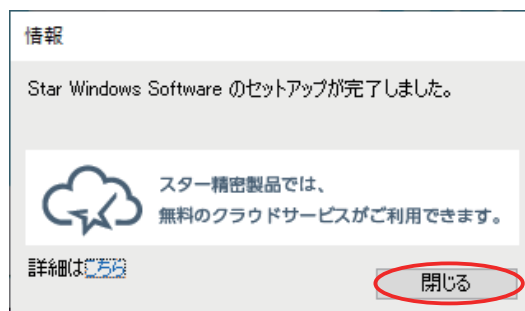 情報
Star Windows Software のセットアップが完了しました。
スター精密製品では、
無料のクラウドサービスがご利用できます。
詳細はこちら
閉じる